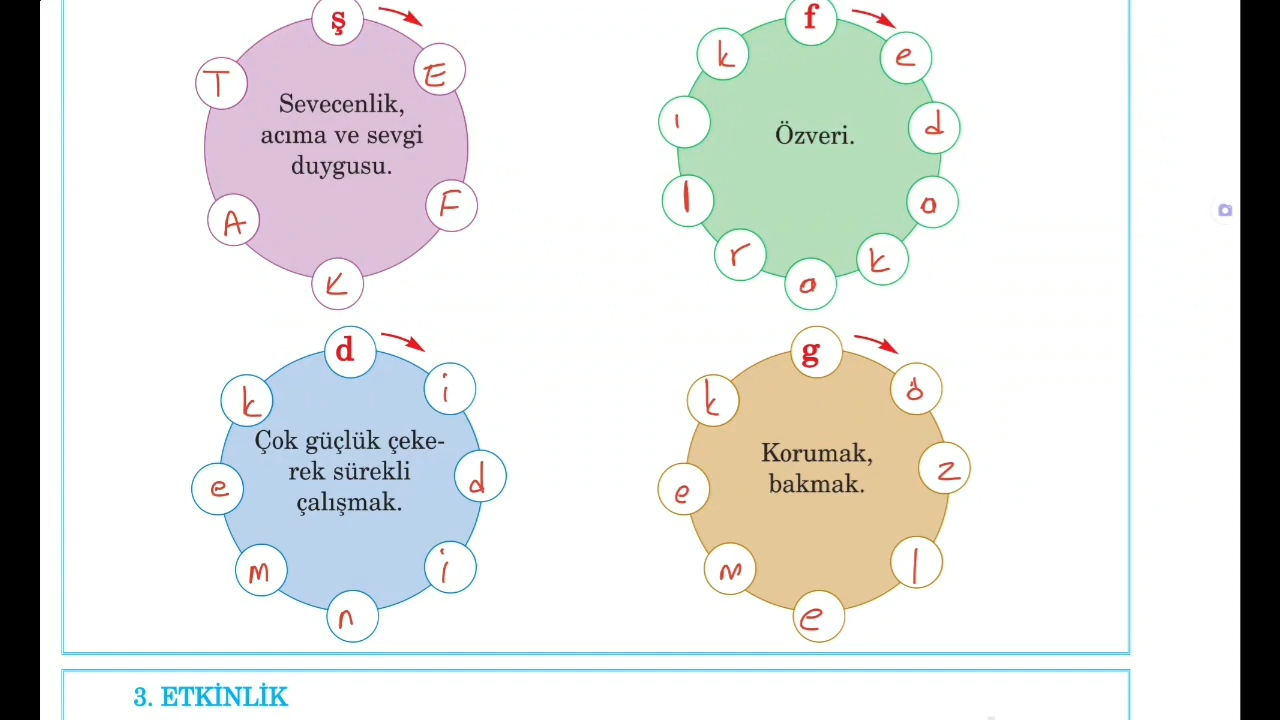 ş E F K A T
Sevecenlik,
acıma ve sevgi
duygusu.
f e d a k a r l ı k
Özveri.
d i d i n m e k
Çok güçlük çeke-
rek sürekli
çalışmak.
g ö z l e m e k
Korumak,
bakmak.
3. ETKİNLİK